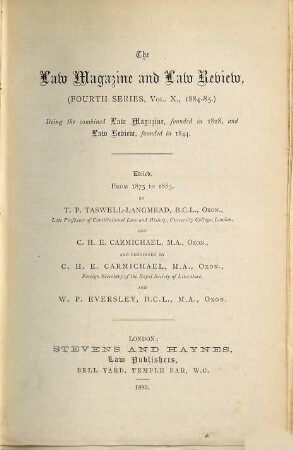 The
Law Magazine and Law Review,
(FOURTH SERIES, VOL. X., 1884-85.)
Being the combined Law Magazine, founded in 1828, and
Law Review, founded in 1844.
Edited,
FROM 1875 TO 1883,
BY
T. P. TASWELL-LANGMEAD, B.C.L., OXON.,
Late Professor of Constitutional Law and History, University College, London,
AND
C. H. E. CARMICHAEL, M.A., OXON.,
AND CONTINUED BY
C. H. E. CARMICHAEL, M.A., OXON.,
Foreign Secretary of the Royal Society of Literature,
AND
W. P. EVERSLEY, B.C.L., M.A., OXON.
LONDON:
STEVENS AND HAYNES,
Law Publishers,
BELL YARD, TEMPLE BAR, W.C.
1885.